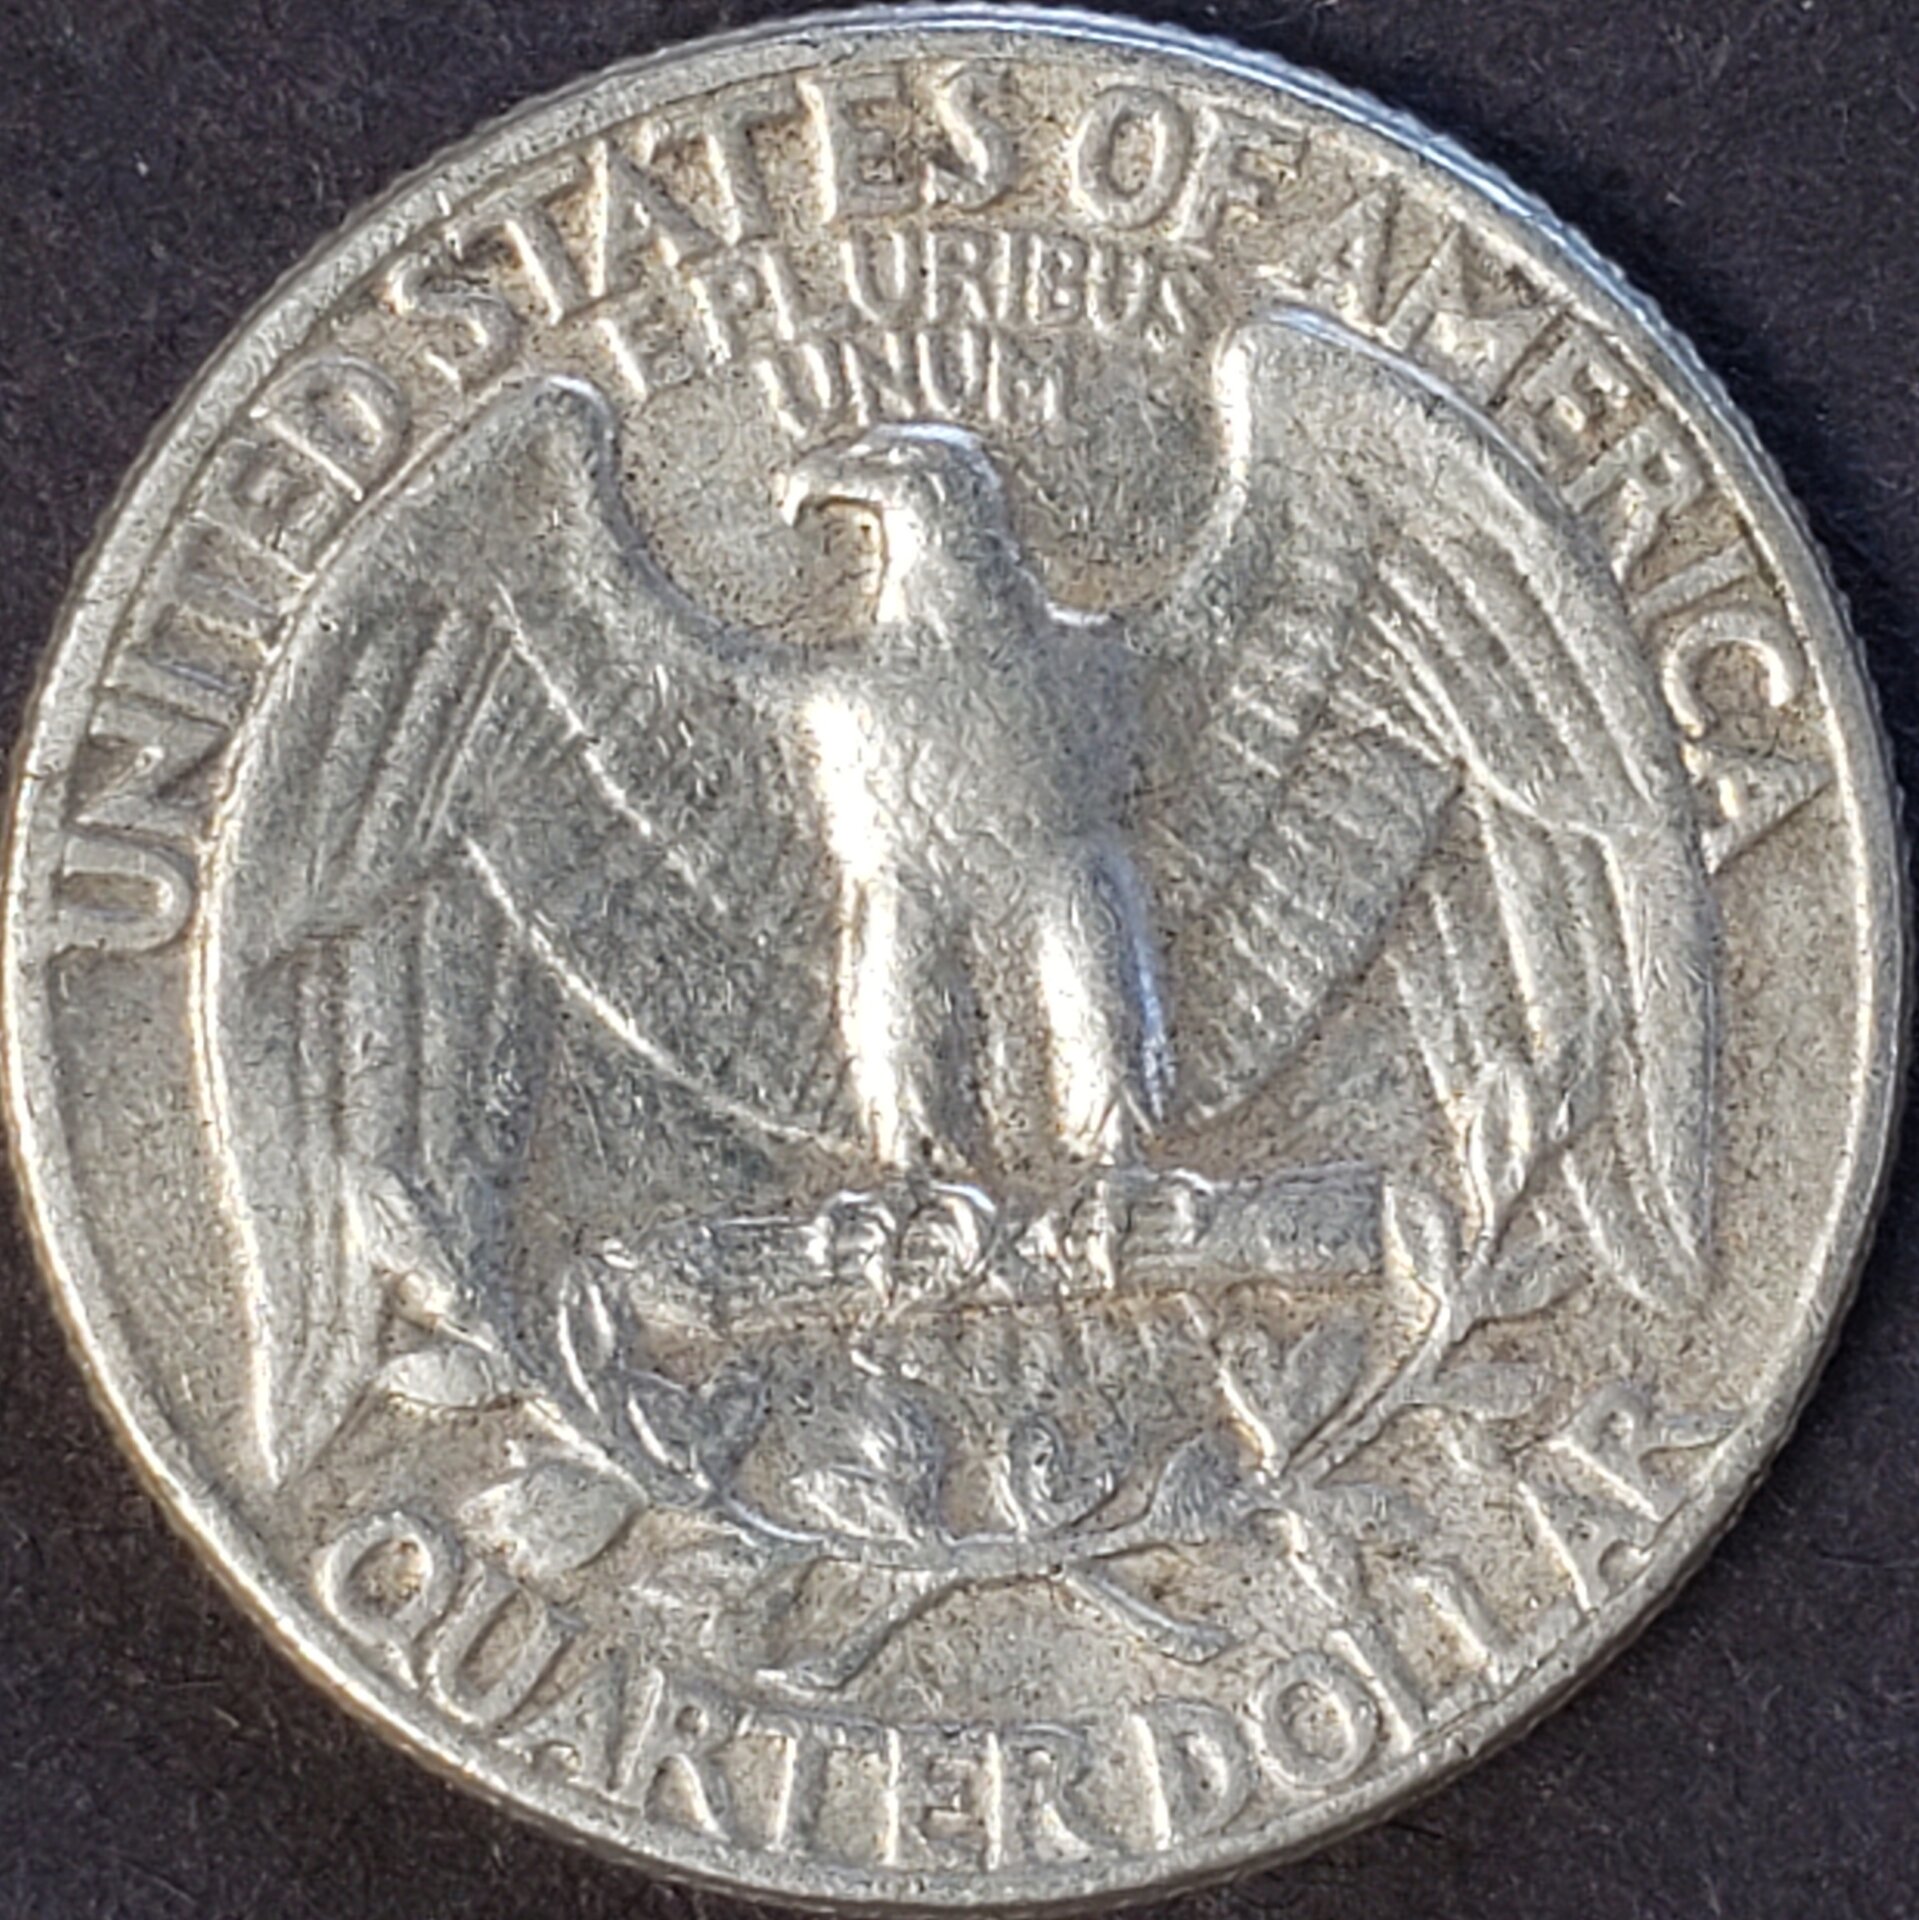 UNITED STATES OF AMERICA
E PLURIBUS
UNUM
QUARTER DOLLAR